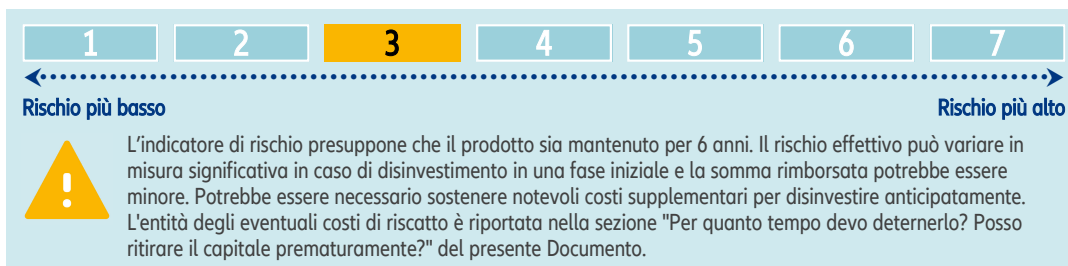 1 2 3 4 5 6 7
Rischio più basso Rischio più alto
L'indicatore di rischio presuppone che il prodotto sia mantenuto per 6 anni. Il rischio effettivo può variare in
misura significativa in caso di disinvestimento in una fase iniziale e la somma rimborsata potrebbe essere
minore. Potrebbe essere necessario sostenere notevoli costi supplementari per disinvestire anticipatamente.
L'entità degli eventuali costi di riscatto è riportata nella sezione "Per quanto tempo devo deternerlo? Posso
ritirare il capitale prematuramente?" del presente Documento.